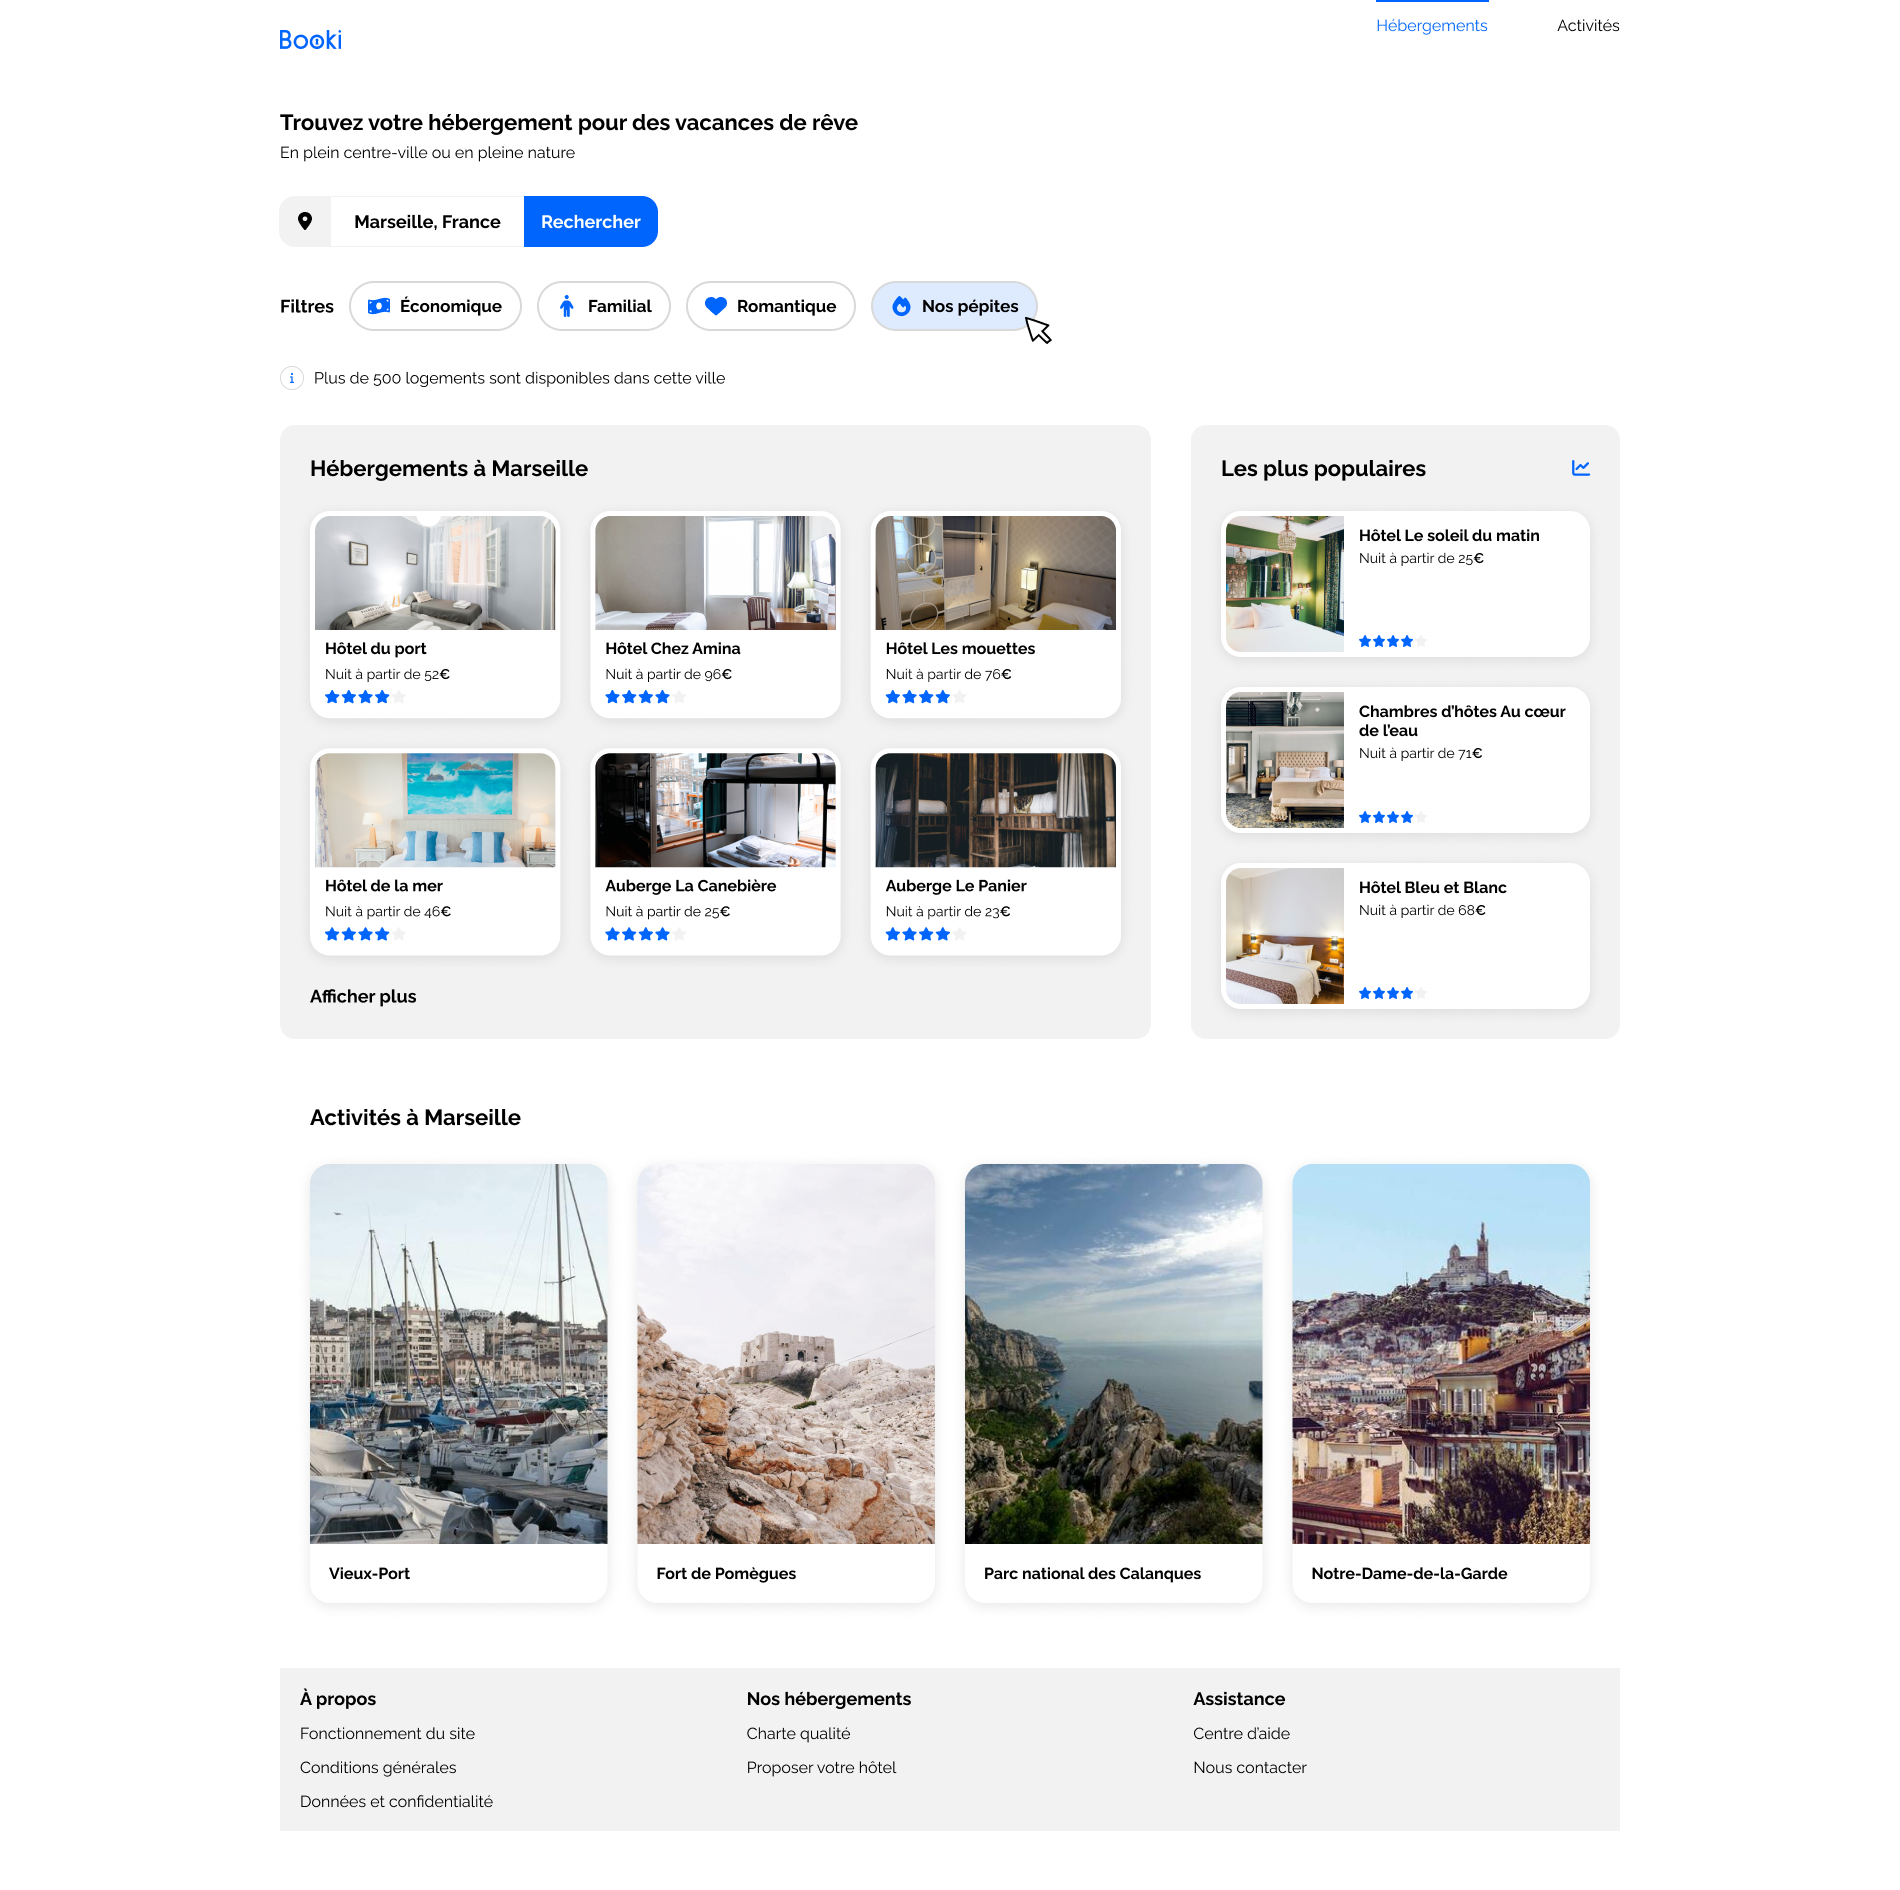 Booki
Hébergements
Activités
Trouvez votre hébergement pour des vacances de rêve
En plein centre-ville ou en pleine nature
Marseille, France
Rechercher
Filtres
Économique
Familial
Romantique
Nos pépites
Plus de 500 logements sont disponibles dans cette ville
Hébergements à Marseille
Hôtel du port
Nuit à partir de 52€
Hôtel Chez Amina
Nuit à partir de 96€
Hôtel Les mouettes
Nuit à partir de 76€
Hôtel de la mer
Nuit à partir de 46€
Auberge La Canebière
Nuit à partir de 25€
Auberge Le Panier
Nuit à partir de 23€
Afficher plus
Les plus populaires
Hôtel Le soleil du matin
Nuit à partir de 25€
Chambres d’hôtes Au cœur
de l’eau
Nuit à partir de 71€
Hôtel Bleu et Blanc
Nuit à partir de 68€
Activités à Marseille
Vieux-Port
Fort de Pomègues
Parc national des Calanques
Notre-Dame-de-la-Garde
À propos
Fonctionnement du site
Conditions générales
Données et confidentialité
Nos hébergements
Charte qualité
Proposer votre hôtel
Assistance
Centre d’aide
Nous contacter